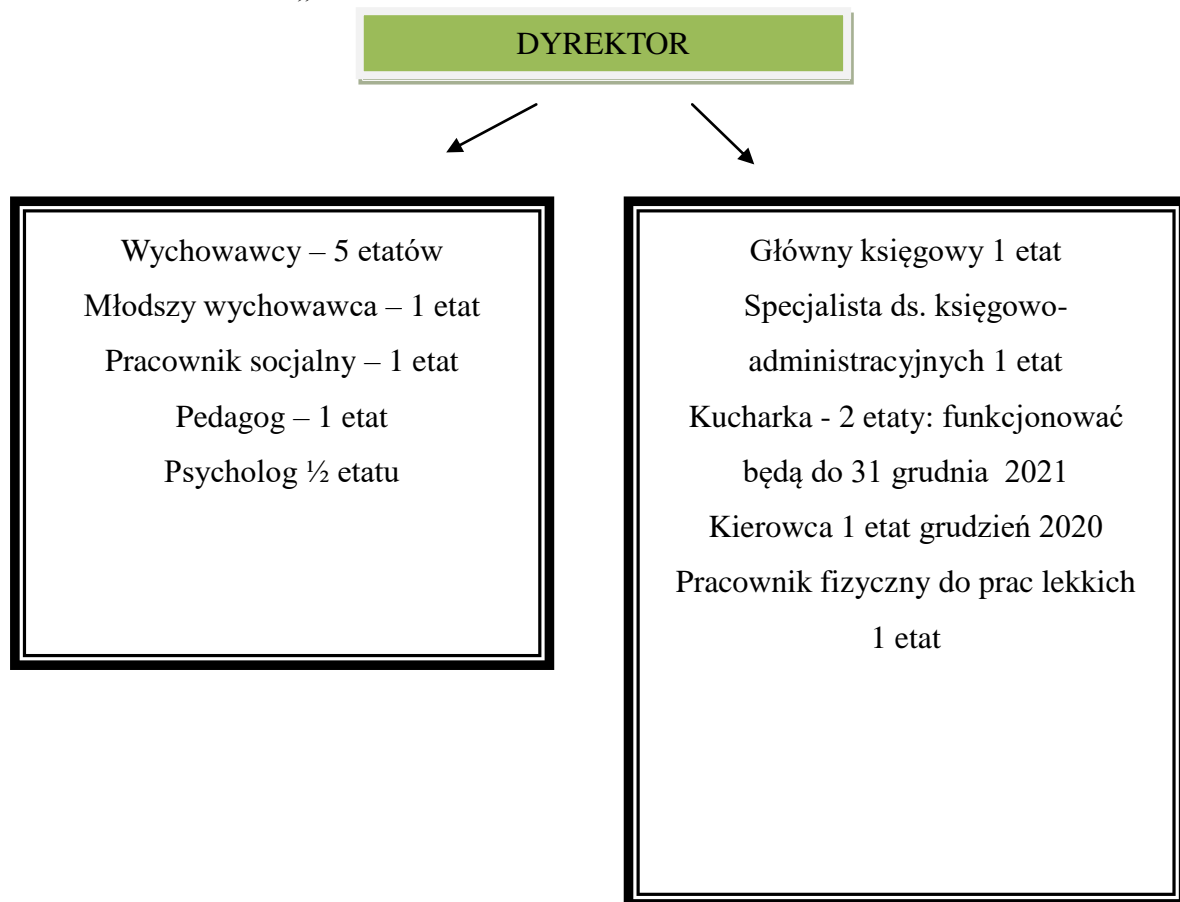 DYREKTOR
Wychowawcy – 5 etatów
Młodszy wychowawca – 1 etat
Pracownik socjalny – 1 etat
Pedagog – 1 etat
Psycholog ½ etatu
Główny księgowy 1 etat
Specjalista ds. księgowo-
administracyjnych 1 etat
Kucharka - 2 etaty: funkcjonować
będą do 31 grudnia  2021
Kierowca 1 etat grudzień 2020
Pracownik fizyczny do prac lekkich
1 etat